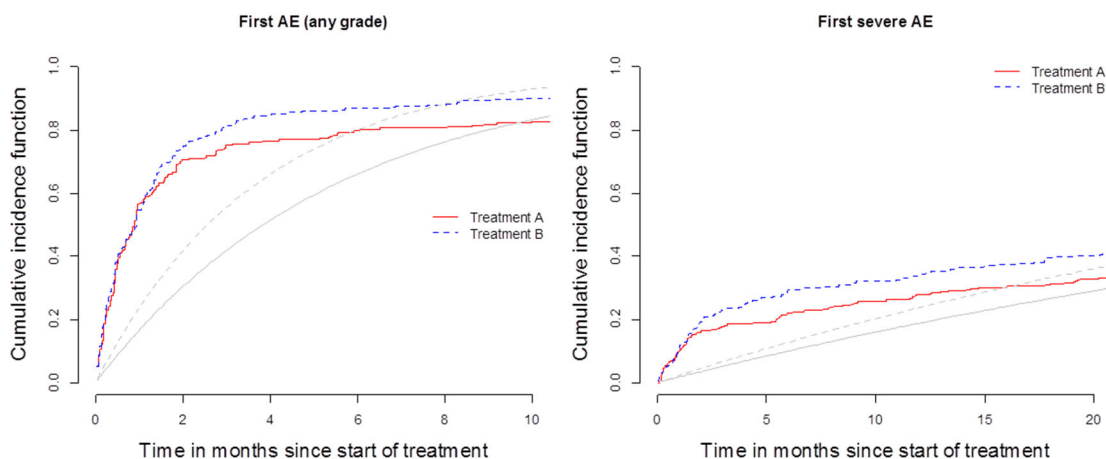 First AE (any grade)
Cumulative incidence function
1.0
0.8
0.6
0.4
0.2
0.0
Treatment A
Treatment B
0 2 4 6 8 10
Time in months since start of treatment
First severe AE
Cumulative incidence function
1.0
0.8
0.6
0.4
0.2
0.0
Treatment A
Treatment B
0 5 10 15 20
Time in months since start of treatment